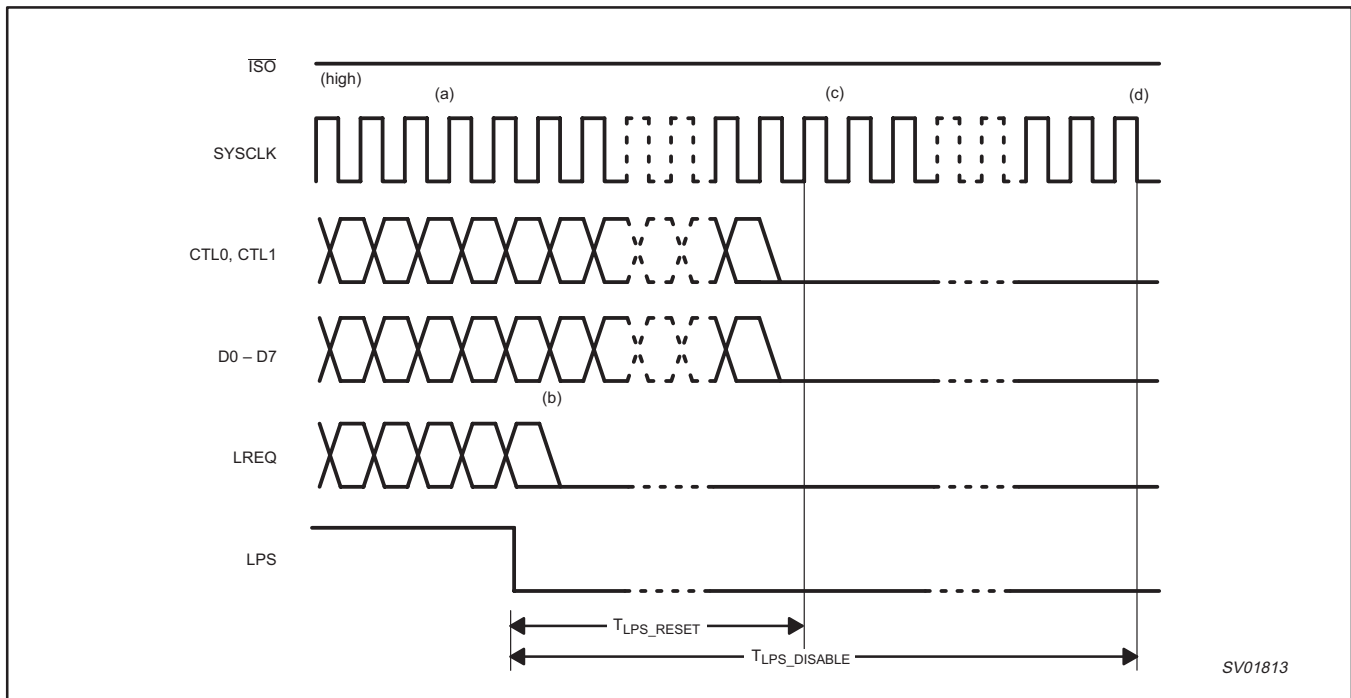 ISO
(high)
(a)
(c)
(d)
SYSCLK
CTL0, CTL1
D0 – D7
(b)
LREQ
LPS
TLPS_RESET
TLPS_DISABLE
SV01813